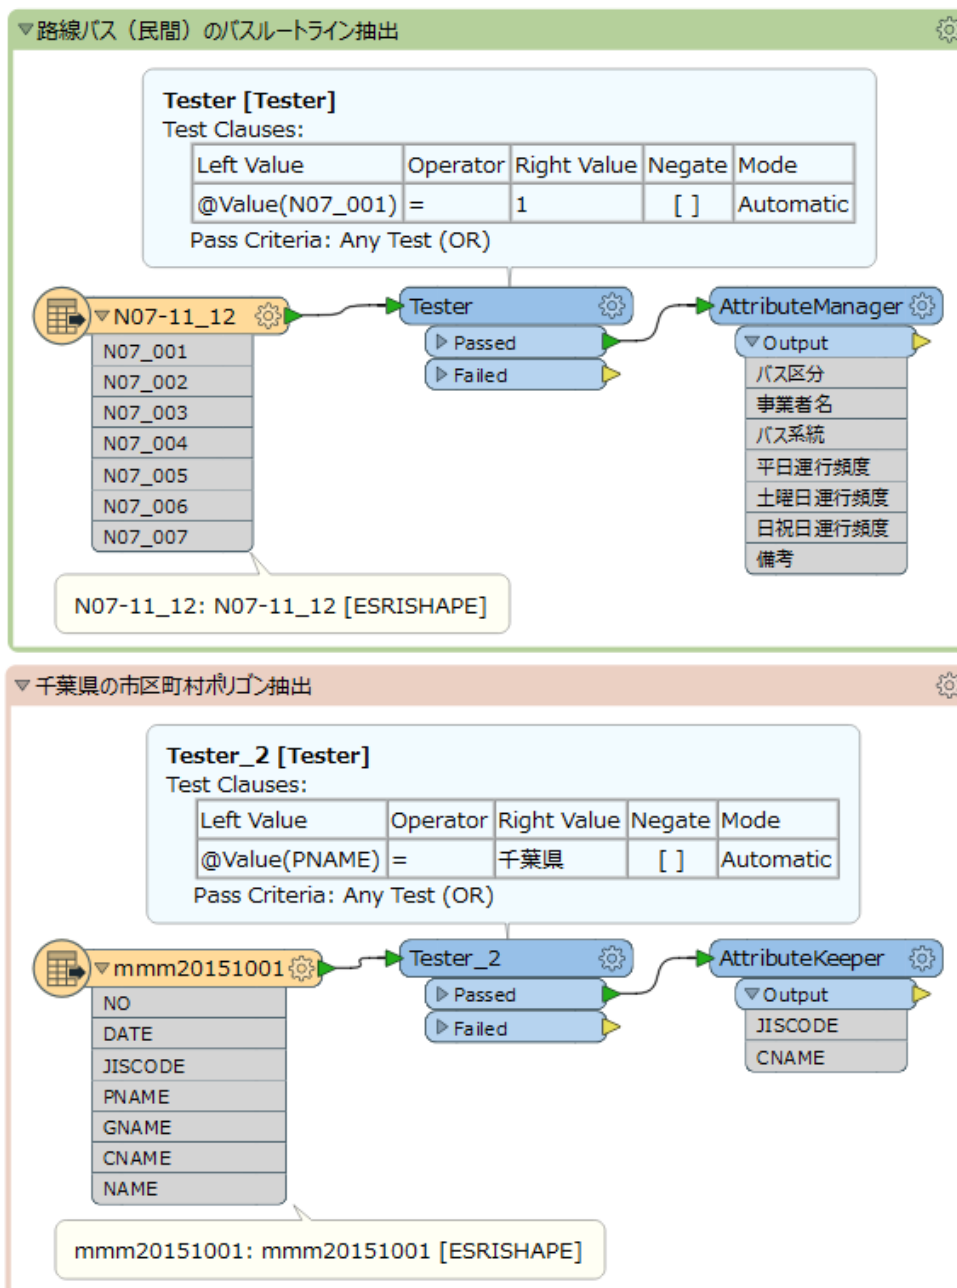 路線バス（民間）のバスルートライン抽出
Tester [Tester]
Test Clauses:
Left Value Operator Right Value Negate Mode
@Value(N07_001) = 1 [ ] Automatic
Pass Criteria: Any Test (OR)
N07-11_12
N07_001
N07_002
N07_003
N07_004
N07_005
N07_006
N07_007
Tester
Passed
Failed
AttributeManager
Output
バス区分
事業者名
バス系統
平日運行頻度
土曜日運行頻度
日祝日運行頻度
備考
N07-11_12: N07-11_12 [ESRISHAPE]
千葉県の市区町村ポリゴン抽出
Tester_2 [Tester]
Test Clauses:
Left Value Operator Right Value Negate Mode
@Value(PNAME) = 千葉県 [ ] Automatic
Pass Criteria: Any Test (OR)
mmm20151001
NO
DATE
JISCODE
PNAME
GNAME
CNAME
NAME
Tester_2
Passed
Failed
AttributeKeeper
Output
JISCODE
CNAME
mmm20151001: mmm20151001 [ESRISHAPE]